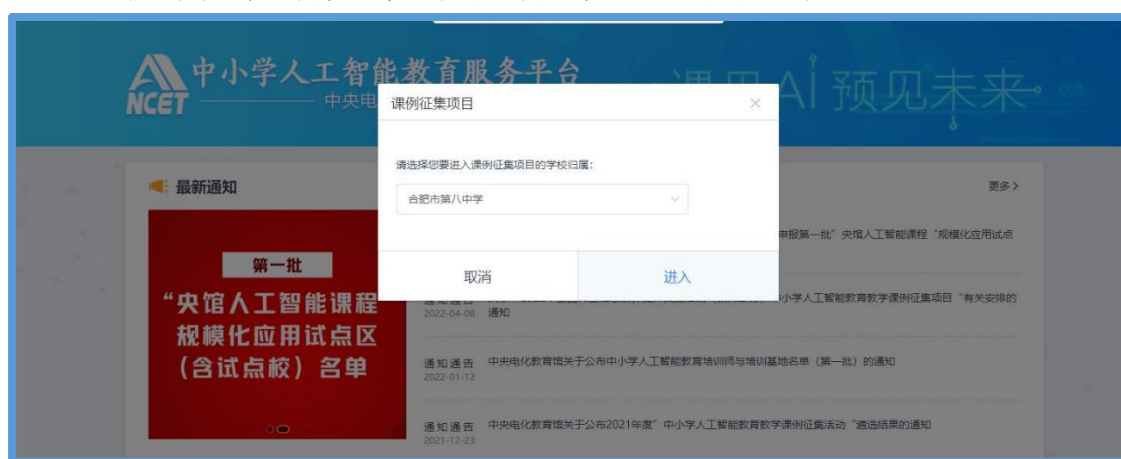 NCET
中小学人工智能教育服务平台
中央电
AI 预见未来
课例征集项目
请选择您要进入课例征集项目的学校归属：
合肥市第八中学
取消
进入
最新通知
更多
第一批
“央馆人工智能课程
规模化应用试点区
（含试点校）名单
申报第一批”央馆人工智能课程“规模化应用试点
2022-04-08
小学人工智能教育教学课例征集项目“有关安排的
通知
通知通告
2022-01-12
中央电化教育馆关于公布中小学人工智能教育培训师与培训基地名单（第一批）的通知
通知通告
2021-12-23
中央电化教育馆关于公布2021年度”中小学人工智能教育教学课例征集活动“遴选结果的通知